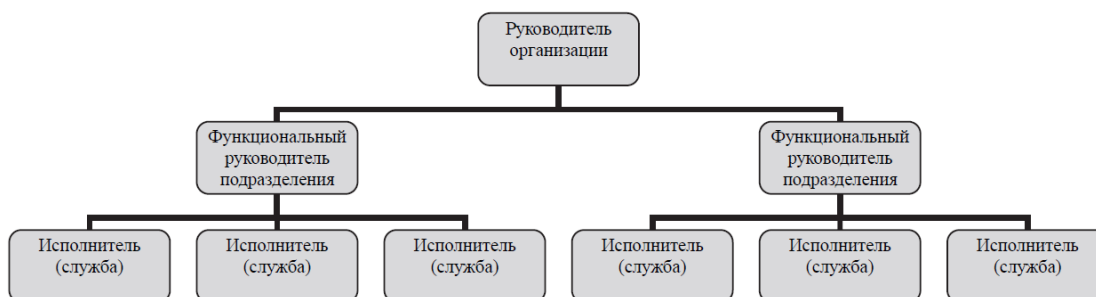 Руководитель
организации
Функциональный
руководитель
подразделения
Функциональный
руководитель
подразделения
Исполнитель
(служба)
Исполнитель
(служба)
Исполнитель
(служба)
Исполнитель
(служба)
Исполнитель
(служба)
Исполнитель
(служба)